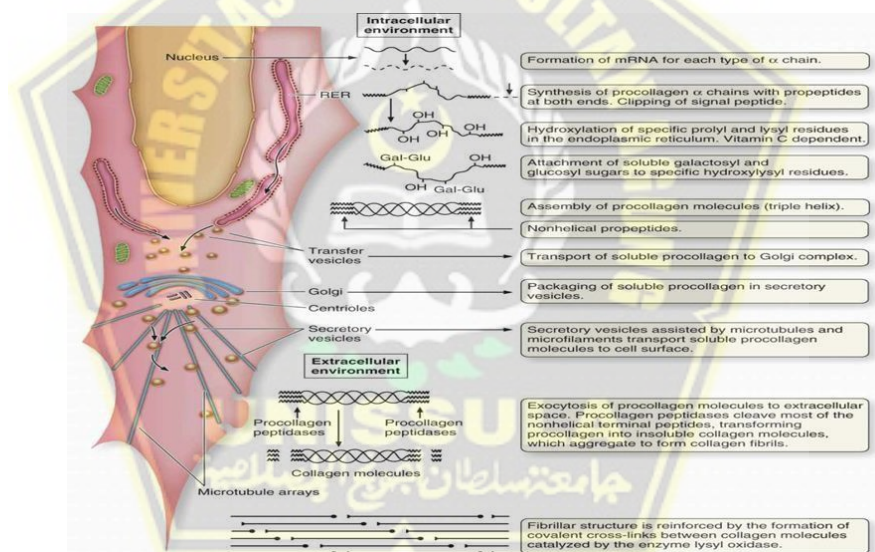 Intracellular
environment
Nucleus
Formation of mRNA for each type of α chain.
RER
Synthesis of procollagen α chains with propeptides
at both ends. Clipping of signal peptide.
OH
OH
OH OH
Hydroxylation of specific prolyl and lysyl residues
in the endoplasmic reticulum. Vitamin C dependent.
Gal-Glu
OH
OH Gal-Glu
Attachment of soluble galactosyl and
glucosyl sugars to specific hydroxylysyl residues.
Assembly of procollagen molecules (triple helix).
Nonhelical propeptides.
Transfer
vesicles
Transport of soluble procollagen to Golgi complex.
Golgi
Packaging of soluble procollagen in secretory
vesicles.
Centrioles
Secretory
vesicles
Secretory vesicles assisted by microtubules and
microfilaments transport soluble procollagen
molecules to cell surface.
Extracellular
environment
Procollagen
peptidases
Procollagen
peptidases
Exocytosis of procollagen molecules to extracellular
space. Procollagen peptidases cleave most of the
nonhelical terminal peptides, transforming
procollagen into insoluble collagen molecules,
which aggregate to form collagen fibrils.
Collagen molecules
Microtubule arrays
Fibrillar structure is reinforced by the formation of
covalent cross-links between collagen molecules
catalyzed by the enzyme lysyl oxidase.
UNISSULA
جامعة سلطان أجونج الإسلامية